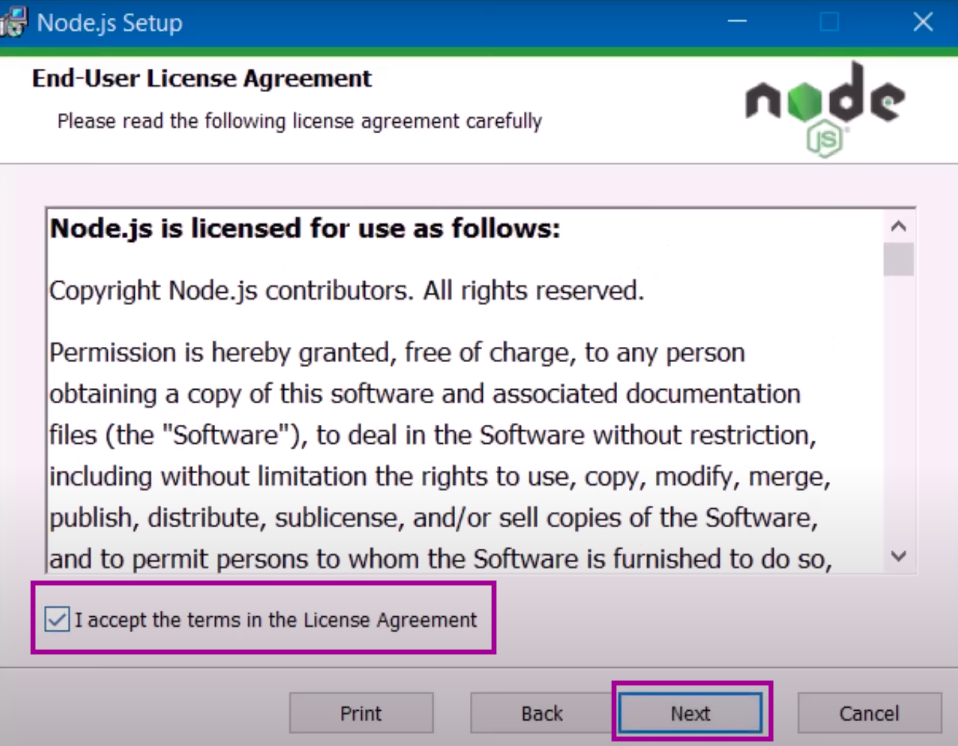 Node.js Setup
End-User License Agreement
Please read the following license agreement carefully
node
JS
Node.js is licensed for use as follows:
Copyright Node.js contributors. All rights reserved.
Permission is hereby granted, free of charge, to any person
obtaining a copy of this software and associated documentation
files (the "Software"), to deal in the Software without restriction,
including without limitation the rights to use, copy, modify, merge,
publish, distribute, sublicense, and/or sell copies of the Software,
and to permit persons to whom the Software is furnished to do so,
I accept the terms in the License Agreement
Print Back Next Cancel